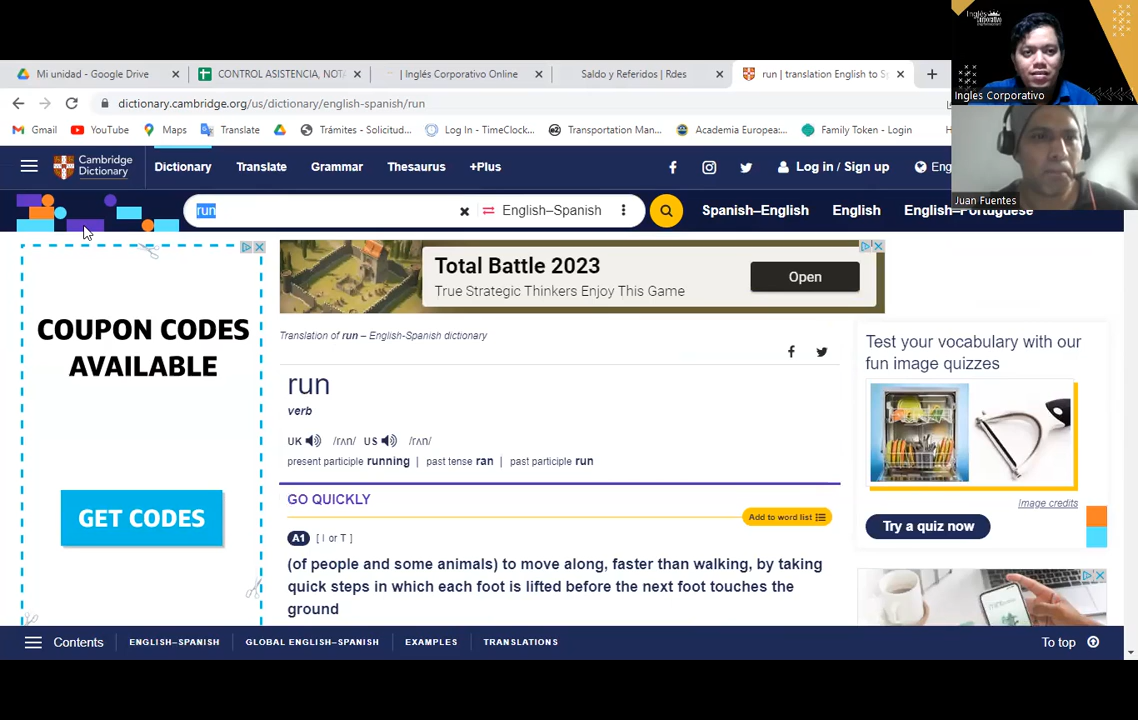 Mi unidad - Google Drive
CONTROL ASISTENCIA, NOT
Inglés Corporativo Online
Saldo y Referidos | Rdes
run | translation English to S
dictionary.cambridge.org/us/dictionary/english-spanish/run
Gmail
YouTube
Maps
Translate
Trámites - Solicitud...
Log In - TimeClock...
Transportation Man...
Academia Europea:...
Family Token - Login
Inglés Corporativo
Ingles Corporativo
Juan Fuentes
Cambridge Dictionary
Dictionary
Translate
Grammar
Thesaurus
+Plus
Log in / Sign up
Eng
run
English–Spanish
Spanish–English
English
English–Portuguese
COUPON CODES
AVAILABLE
GET CODES
Total Battle 2023
True Strategic Thinkers Enjoy This Game
Open
Translation of run – English-Spanish dictionary
run
verb
UK /rʌn/ US /rʌn/
present participle running | past tense ran | past participle run
GO QUICKLY
Add to word list
A1 [ I or T ]
(of people and some animals) to move along, faster than walking, by taking
quick steps in which each foot is lifted before the next foot touches the
ground
Test your vocabulary with our
fun image quizzes
Image credits
Try a quiz now
Contents
ENGLISH–SPANISH
GLOBAL ENGLISH–SPANISH
EXAMPLES
TRANSLATIONS
To top